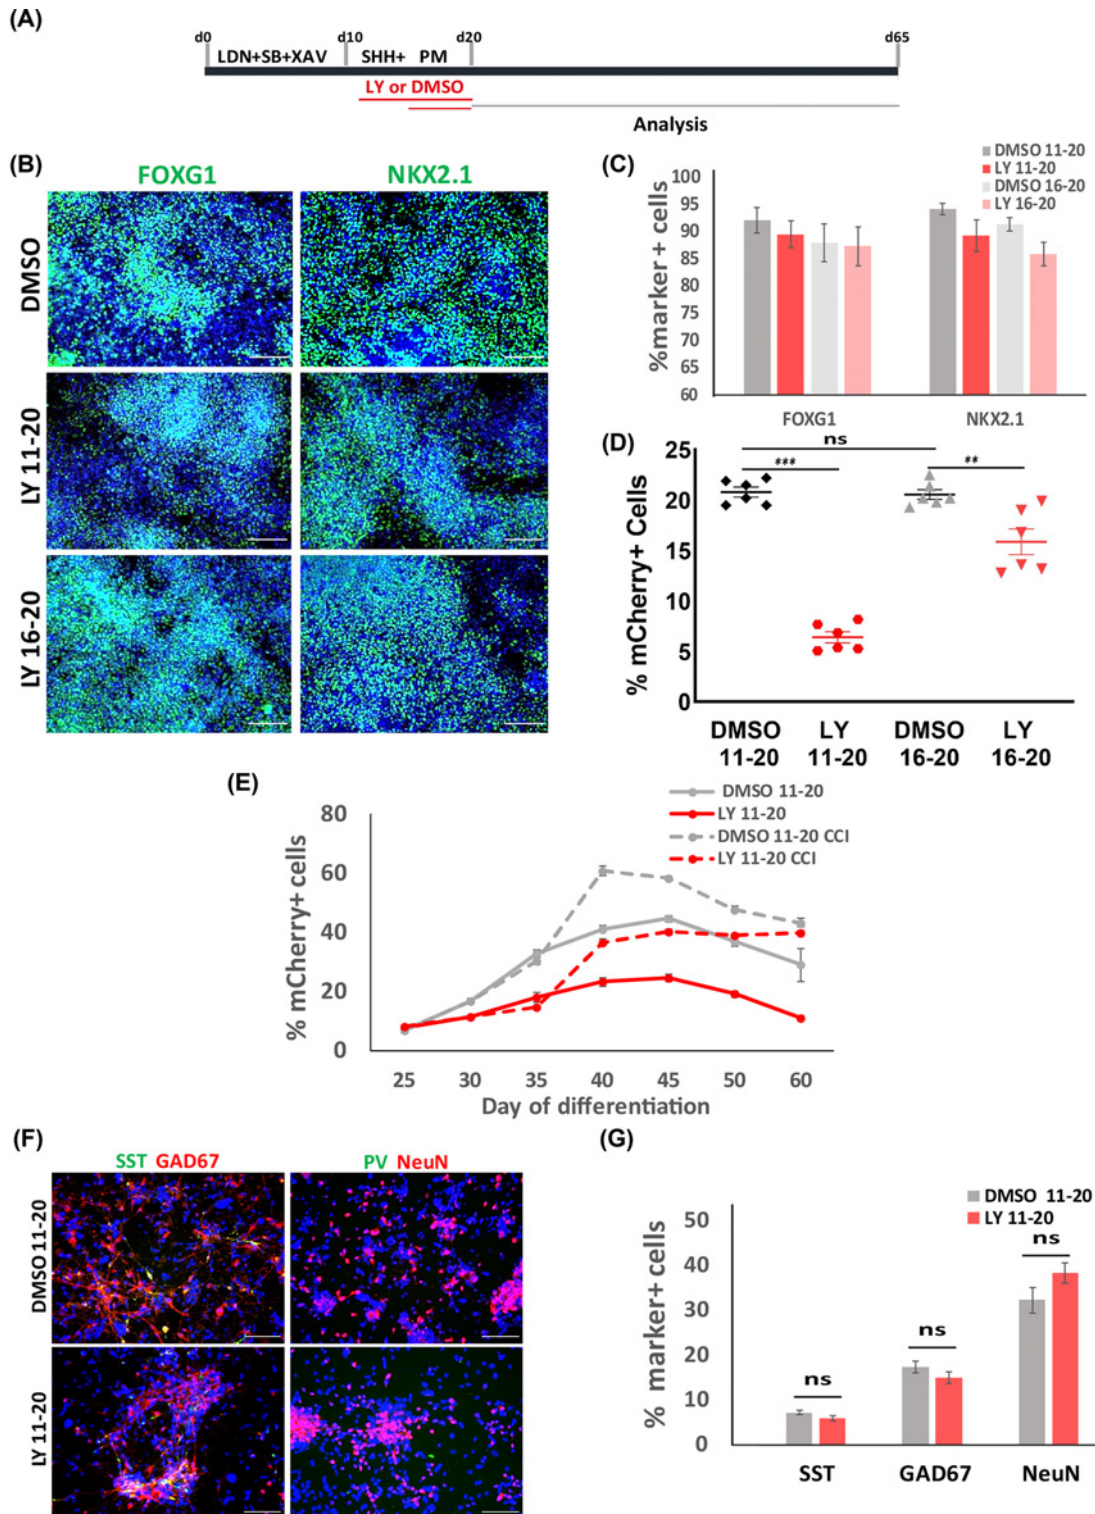 (A)
d0
d10
d20
d65
LDN+SB+XAV
SHH+
PM
LY or DMSO
Analysis
(B)
FOXG1
NKX2.1
DMSO
LY 11-20
LY 16-20
(C)
DMSO 11-20
LY 11-20
DMSO 16-20
LY 16-20
%marker + cells
100
95
90
85
80
75
70
65
60
FOXG1
NKX2.1
(D)
ns
***
**
% mCherry+ Cells
25
20
15
10
5
0
DMSO
11-20
LY
11-20
DMSO
16-20
LY
16-20
(E)
DMSO 11-20
LY 11-20
DMSO 11-20 CCI
LY 11-20 CCI
% mCherry+ cells
80
60
40
20
0
25
30
35
40
45
50
60
Day of differentiation
(F)
SST GAD67
PV NeuN
DMSO 11-20
LY 11-20
(G)
DMSO 11-20
LY 11-20
% marker+ cells
50
40
30
20
10
0
ns
ns
ns
SST
GAD67
NeuN